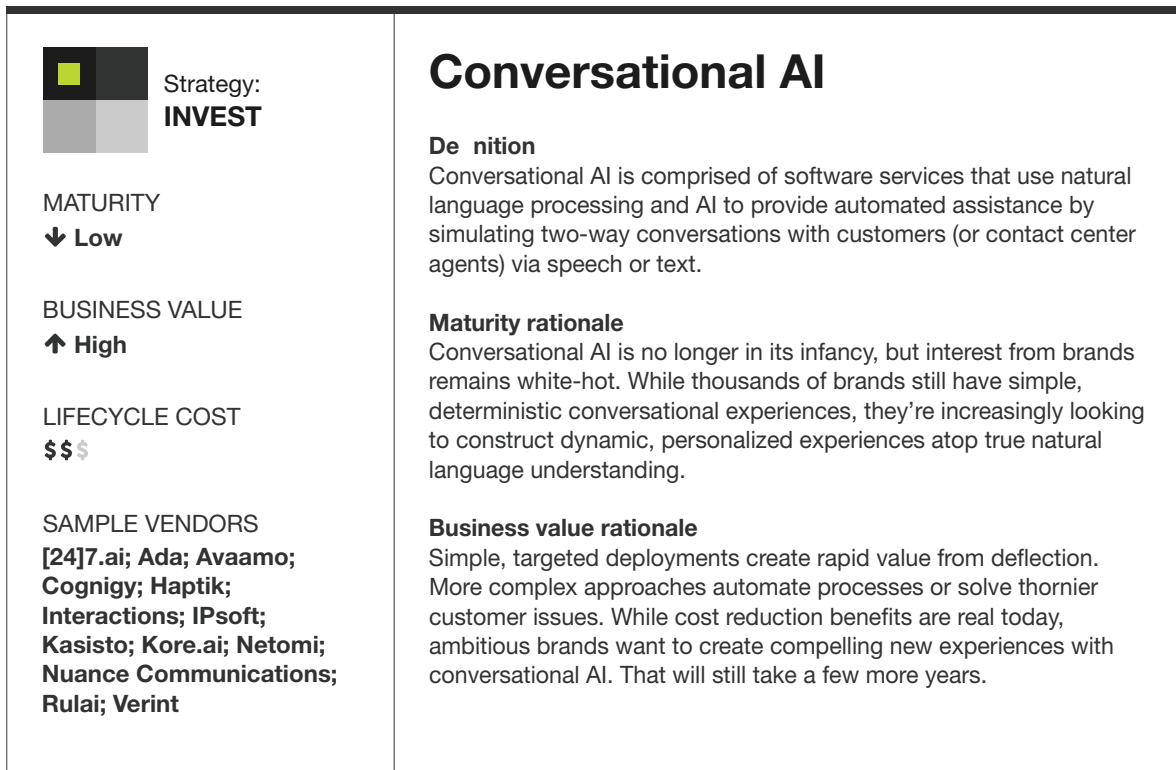 Strategy:
INVEST
MATURITY
↓ Low
BUSINESS VALUE
↑ High
LIFECYCLE COST
$$$
SAMPLE VENDORS
[24]7.ai; Ada; Avaamo;
Cognigy; Haptik;
Interactions; IPsoft;
Kasisto; Kore.ai; Netomi;
Nuance Communications;
Rulai; Verint
Conversational AI
De nition
Conversational AI is comprised of software services that use natural
language processing and AI to provide automated assistance by
simulating two-way conversations with customers (or contact center
agents) via speech or text.
Maturity rationale
Conversational AI is no longer in its infancy, but interest from brands
remains white-hot. While thousands of brands still have simple,
deterministic conversational experiences, they’re increasingly looking
to construct dynamic, personalized experiences atop true natural
language understanding.
Business value rationale
Simple, targeted deployments create rapid value from deflection.
More complex approaches automate processes or solve thornier
customer issues. While cost reduction benefits are real today,
ambitious brands want to create compelling new experiences with
conversational AI. That will still take a few more years.